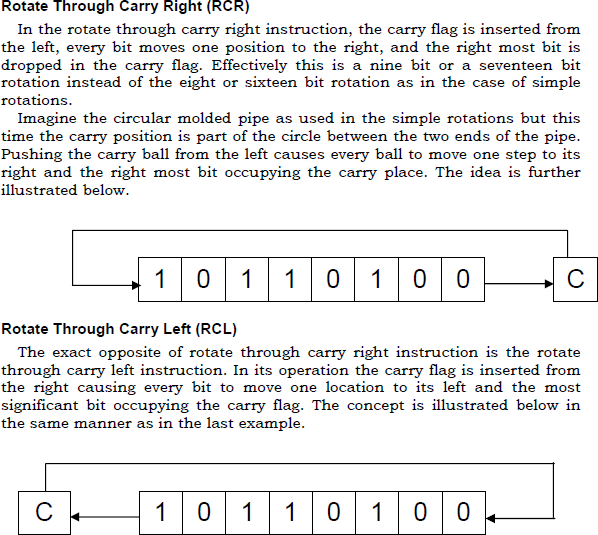 Rotate Through Carry Right (RCR)
In the rotate through carry right instruction, the carry flag is inserted from
the left, every bit moves one position to the right, and the right most bit is
dropped in the carry flag. Effectively this is a nine bit or a seventeen bit
rotation instead of the eight or sixteen bit rotation as in the case of simple
rotations.
Imagine the circular molded pipe as used in the simple rotations but this
time the carry position is part of the circle between the two ends of the pipe.
Pushing the carry ball from the left causes every ball to move one step to its
right and the right most bit occupying the carry place. The idea is further
illustrated below.
1 0 1 1 0 1 0 0 C
Rotate Through Carry Left (RCL)
The exact opposite of rotate through carry right instruction is the rotate
through carry left instruction. In its operation the carry flag is inserted from
the right causing every bit to move one location to its left and the most
significant bit occupying the carry flag. The concept is illustrated below in
the same manner as in the last example.
C 1 0 1 1 0 1 0 0